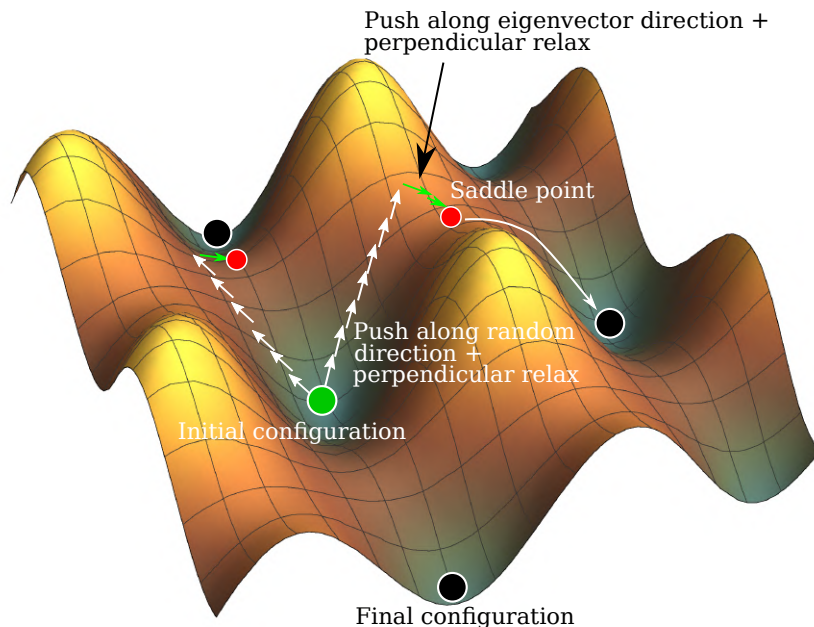 Push along eigenvector direction +
perpendicular relax
Saddle point
Push along random
direction +
perpendicular relax
Initial configuration
Final configuration